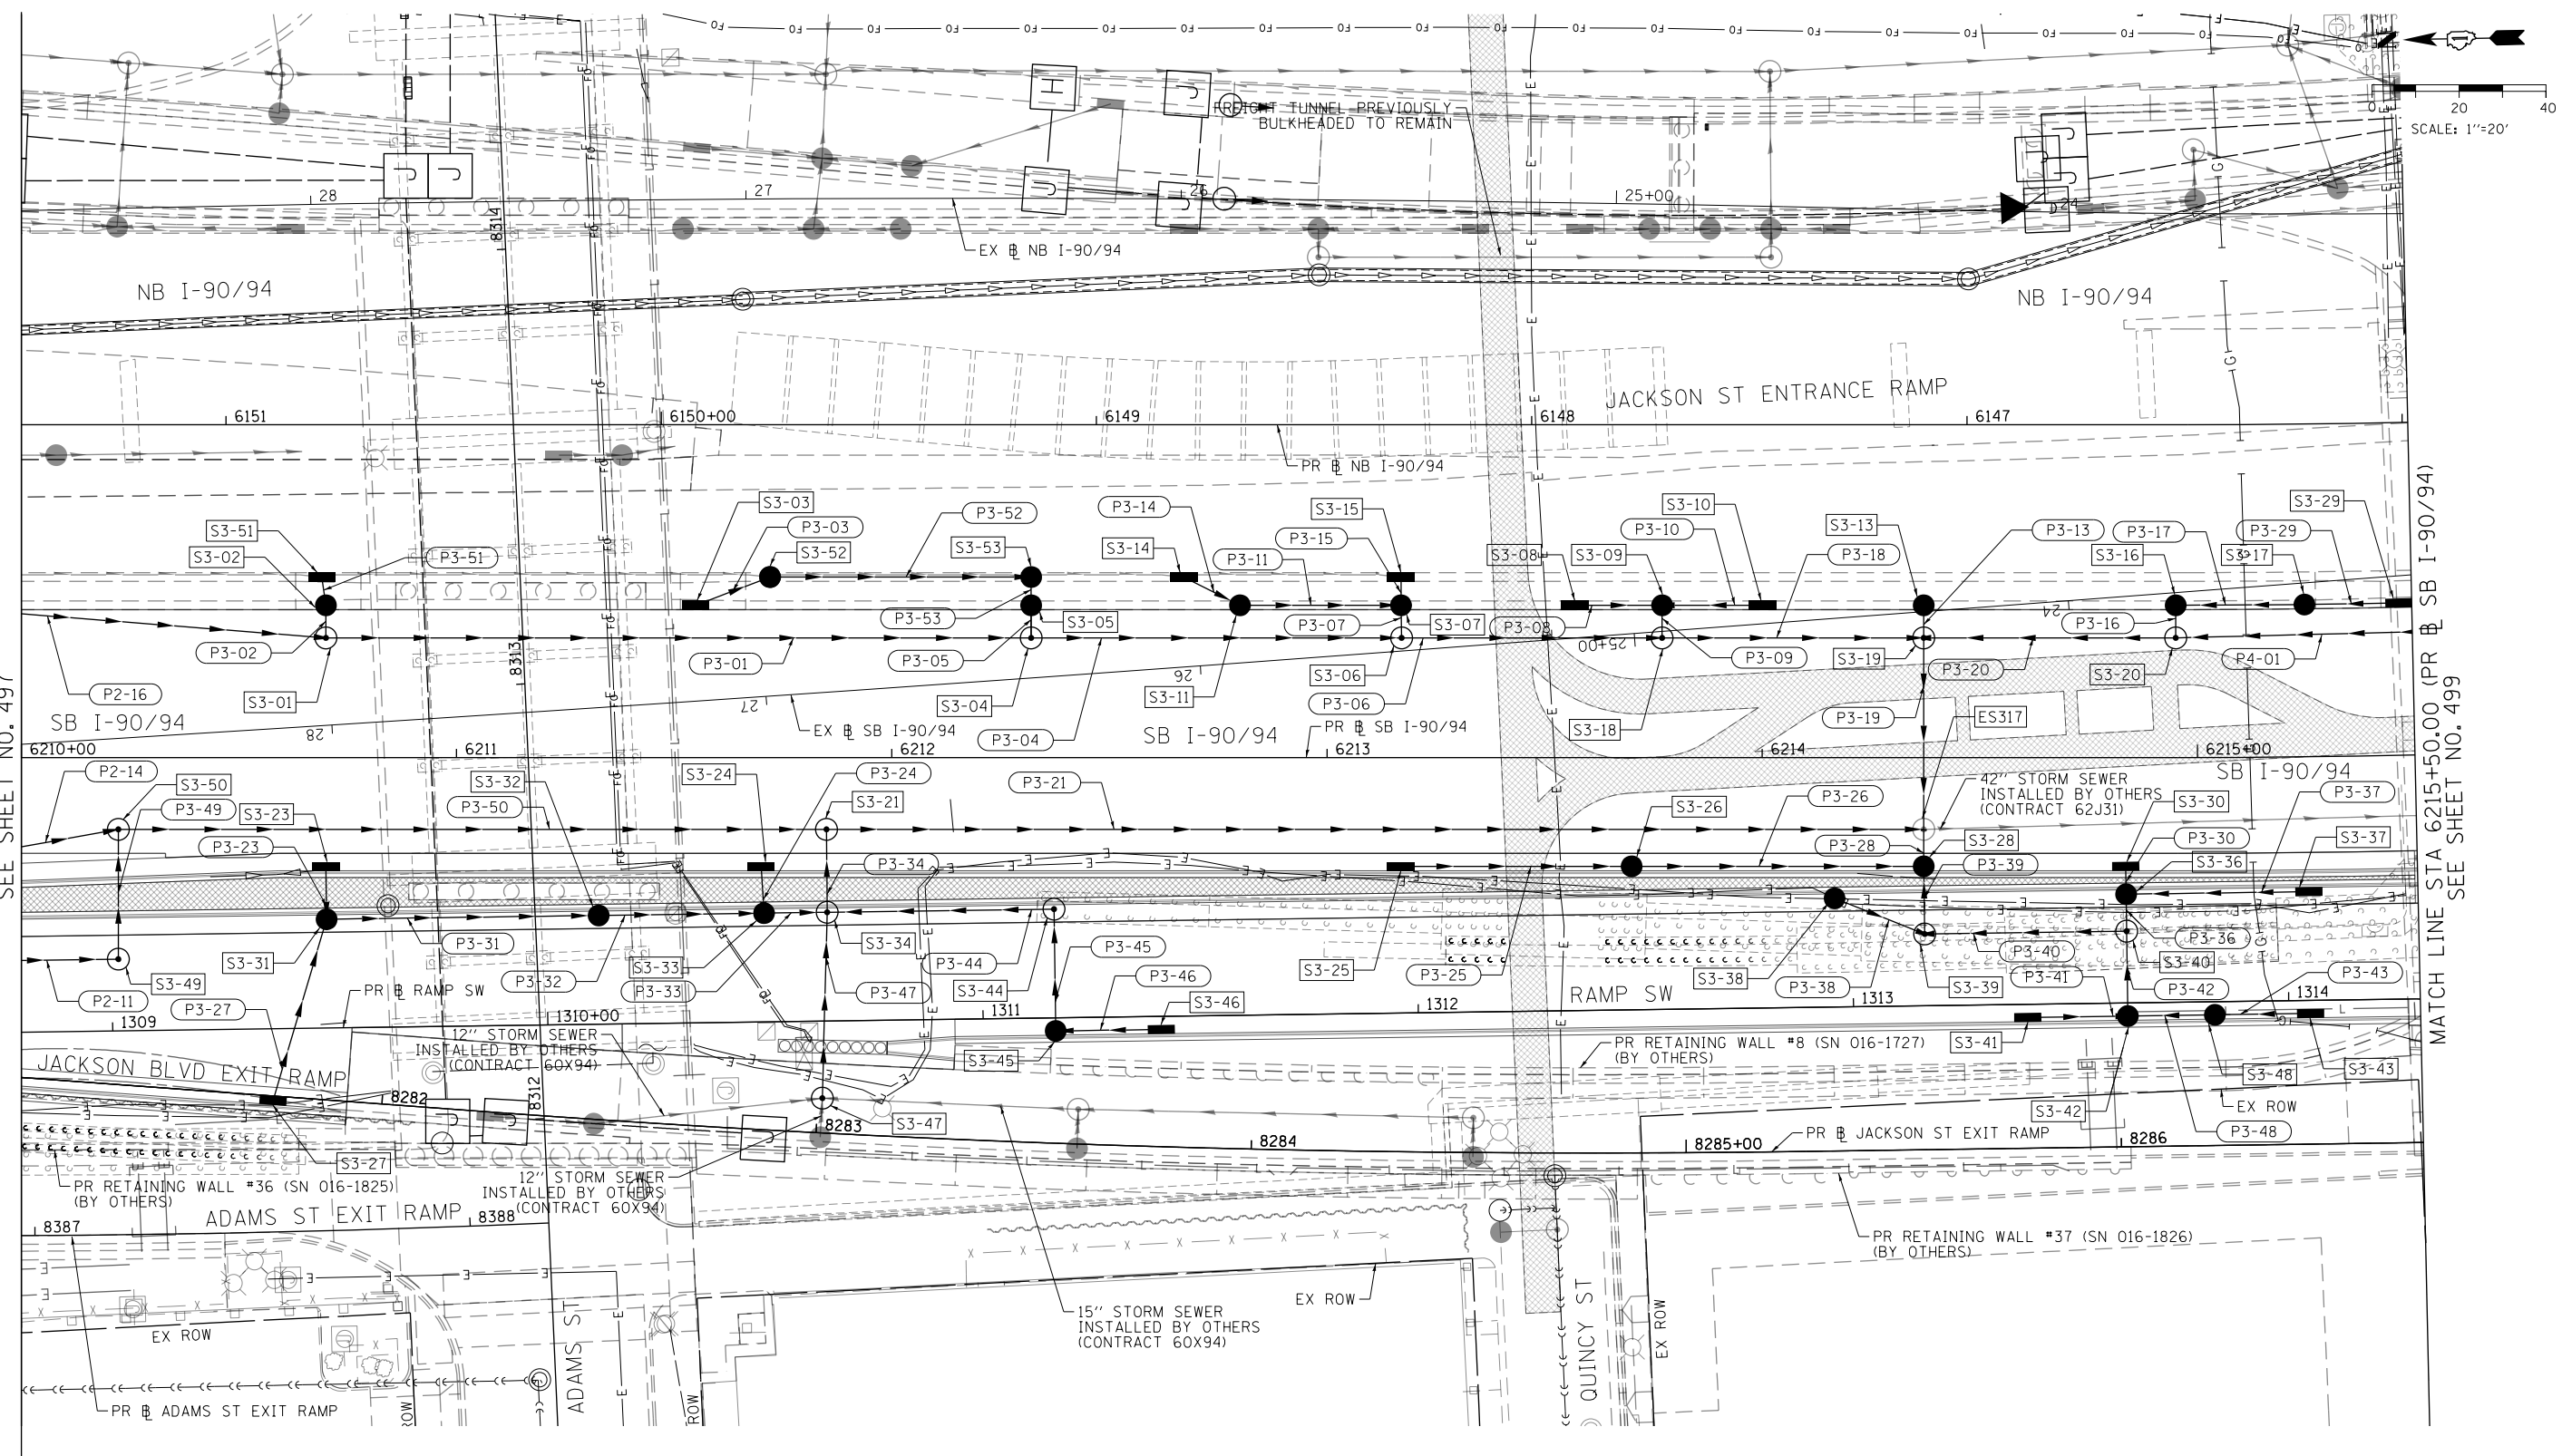 0 20 40
SCALE: 1"=20'
FREIGHT TUNNEL PREVIOUSLY
BULKHEADED TO REMAIN
28
27
26
25+00
24
8314
EX BL NB I-90/94
NB I-90/94
NB I-90/94
JACKSON ST ENTRANCE RAMP
6151
6150+00
6149
6148
6147
PR BL NB I-90/94
S3-51
S3-02
P3-51
S3-03
P3-03
S3-52
P3-52
S3-53
P3-14
S3-14
P3-11
S3-15
P3-15
S3-08
S3-09
P3-10
S3-10
P3-18
S3-13
P3-13
P3-17
S3-16
P3-29
S3-17
S3-29
P3-02
S3-01
P2-16
P3-01
P3-53
P3-05
S3-05
S3-04
P3-04
S3-11
P3-07
S3-07
S3-06
P3-06
P3-08
S3-18
P3-09
S3-19
P3-20
P3-19
P3-16
S3-20
P4-01
ES317
8313
28
27
26
25+00
24
EX BL SB I-90/94
PR BL SB I-90/94
SB I-90/94
SB I-90/94
SB I-90/94
6210+00
6211
6212
6213
6214
6215+00
SEE SHEET NO. 497
MATCH LINE STA 6215+50.00 (PR BL SB I-90/94)
SEE SHEET NO. 499
P2-14
S3-50
P3-49
S3-23
P3-23
S3-32
P3-50
S3-24
P3-24
S3-21
P3-21
P3-34
S3-26
P3-26
P3-28
S3-28
P3-39
42" STORM SEWER
INSTALLED BY OTHERS
(CONTRACT 62J31)
S3-30
P3-30
S3-36
P3-37
S3-37
S3-49
P2-11
S3-31
P3-27
P3-31
P3-32
S3-33
P3-33
S3-34
P3-47
P3-44
S3-44
P3-45
P3-46
S3-46
S3-45
S3-25
P3-25
S3-38
P3-38
S3-39
P3-40
P3-41
P3-36
S3-40
P3-42
P3-43
PR BL RAMP SW
RAMP SW
1309
1310+00
1311
1312
1313
1314
12" STORM SEWER
INSTALLED BY OTHERS
(CONTRACT 60X94)
PR RETAINING WALL #8 (SN 016-1727)
(BY OTHERS)
S3-41
S3-48
S3-43
S3-42
P3-48
EX ROW
JACKSON BLVD EXIT RAMP
8312
8282
8283
8284
8285+00
8286
S3-47
S3-27
PR BL JACKSON ST EXIT RAMP
PR RETAINING WALL #36 (SN 016-1825)
(BY OTHERS)
12" STORM SEWER
INSTALLED BY OTHERS
(CONTRACT 60X94)
ADAMS ST EXIT RAMP
8387
8388
PR RETAINING WALL #37 (SN 016-1826)
(BY OTHERS)
EX ROW
EX ROW
EX ROW
15" STORM SEWER
INSTALLED BY OTHERS
(CONTRACT 60X94)
ADAMS ST
QUINCY ST
ROW
ROW
PR BL ADAMS ST EXIT RAMP